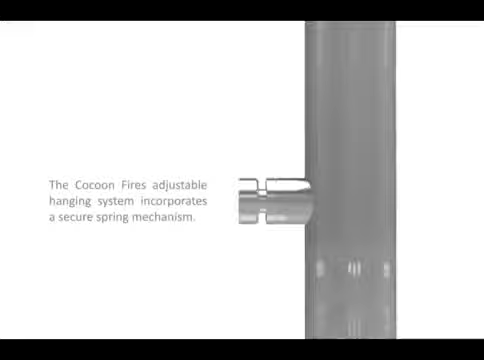 The Cocoon Fires adjustable
hanging system incorporates
a secure spring mechanism.